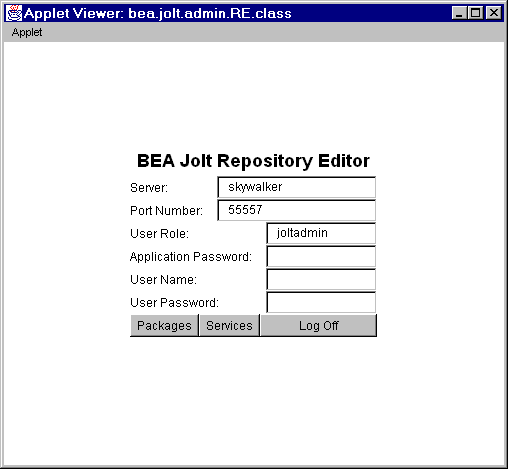 Applet Viewer: bea.jolt.admin.RE.class
Applet
BEA Jolt Repository Editor
Server: skywalker
Port Number: 55557
User Role: joltadmin
Application Password:
User Name:
User Password:
Packages Services Log Off